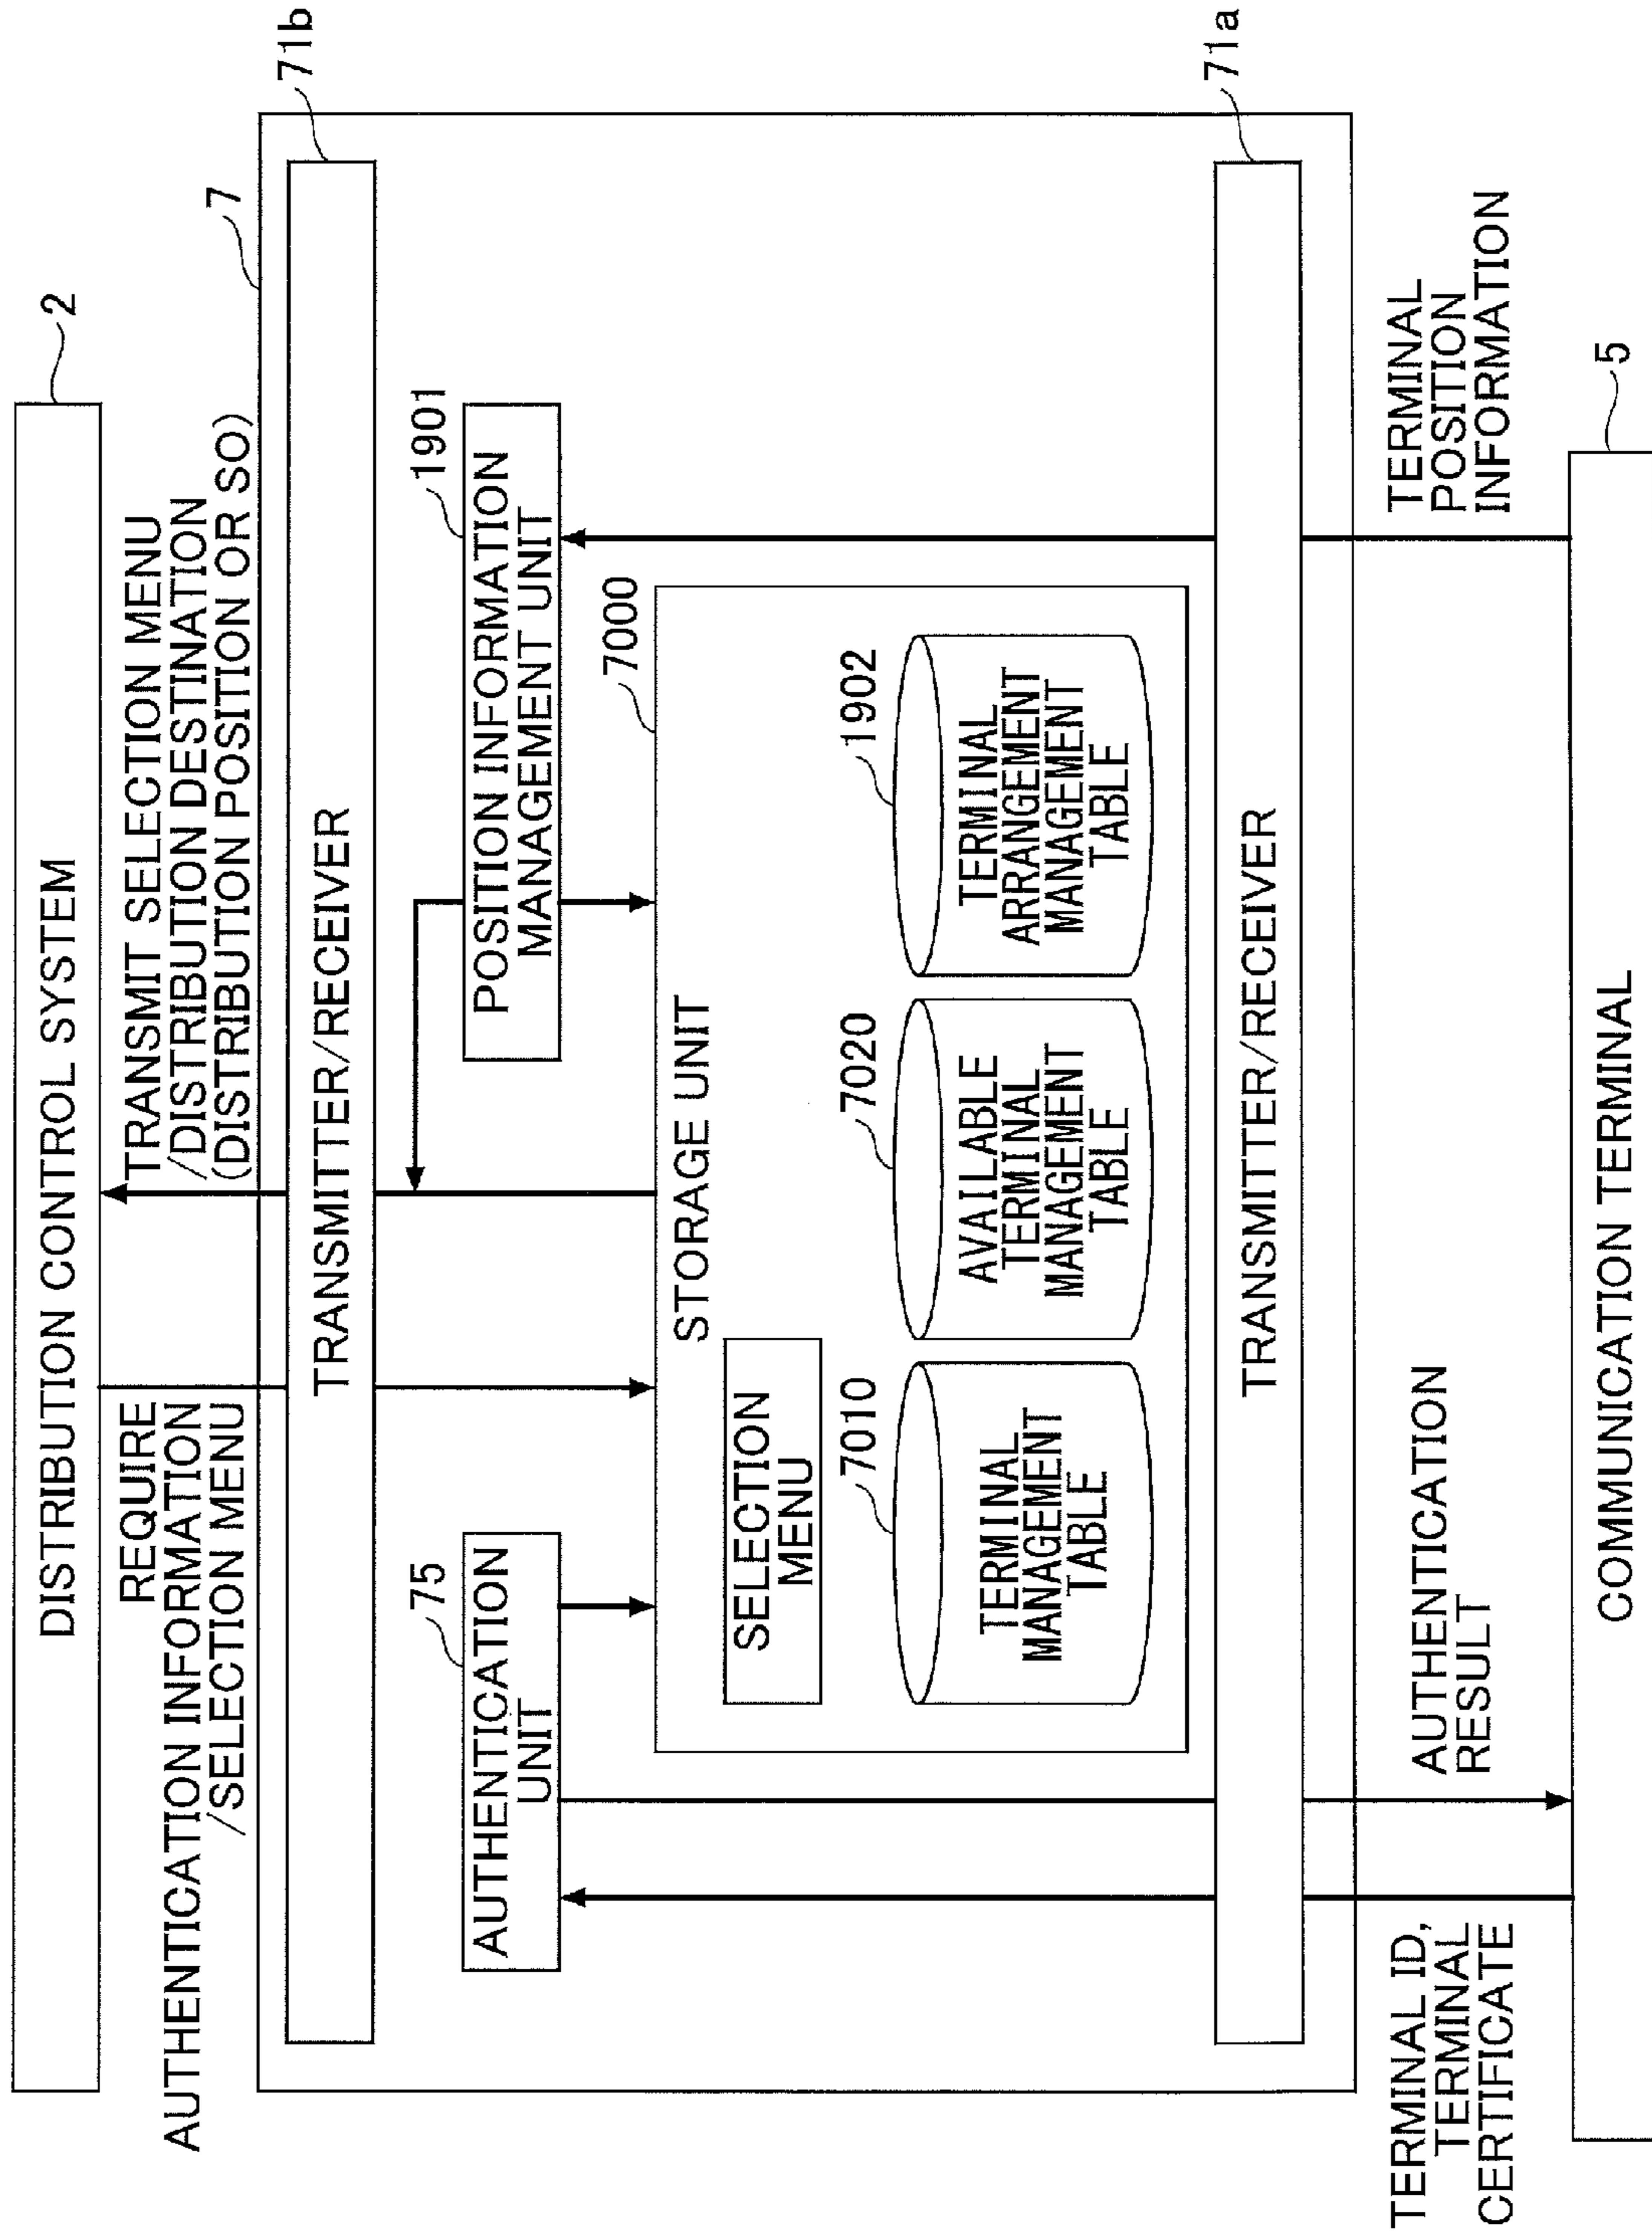 DISTRIBUTION CONTROL SYSTEM
2
REQUIRE
AUTHENTICATION INFORMATION
/SELECTION MENU
TRANSMIT SELECTION MENU
/DISTRIBUTION DESTINATION
(DISTRIBUTION POSITION OR SO)
7
TRANSMITTER/RECEIVER
71b
75
AUTHENTICATION
UNIT
1901
POSITION INFORMATION
MANAGEMENT UNIT
7000
STORAGE UNIT
SELECTION
MENU
7010
TERMINAL
MANAGEMENT
TABLE
7020
AVAILABLE
TERMINAL
MANAGEMENT
TABLE
1902
TERMINAL
ARRANGEMENT
MANAGEMENT
TABLE
TRANSMITTER/RECEIVER
71a
TERMINAL ID,
TERMINAL
CERTIFICATE
AUTHENTICATION
RESULT
TERMINAL
POSITION
INFORMATION
COMMUNICATION TERMINAL
5